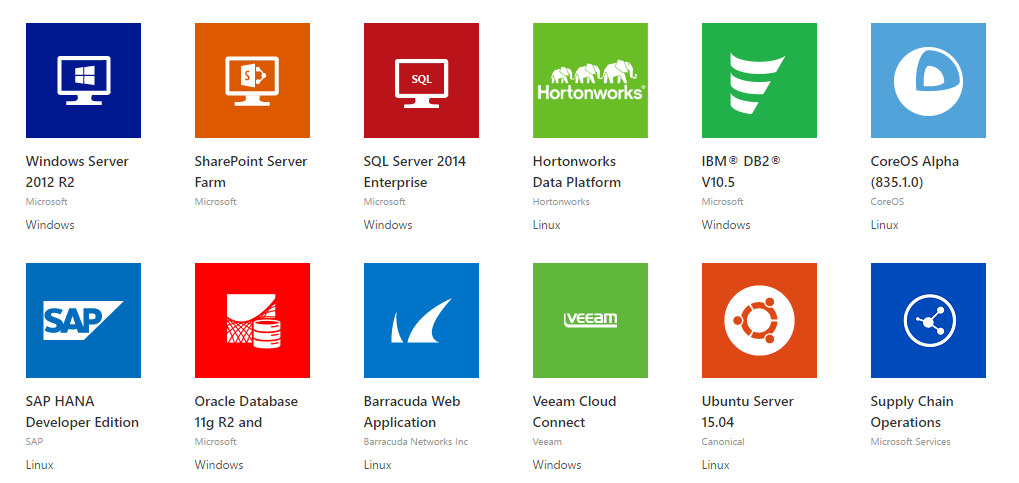 SQL
Hortonworks®
Windows Server
2012 R2
Microsoft
Windows
SharePoint Server
Farm
Microsoft
SQL Server 2014
Enterprise
Microsoft
Windows
Hortonworks
Data Platform
Hortonworks
Linux
IBM® DB2®
V10.5
Microsoft
Windows
CoreOS Alpha
(835.1.0)
CoreOS
Linux
S
SAP
veeam
SAP HANA
Developer Edition
SAP
Linux
Oracle Database
11g R2 and
Microsoft
Windows
Barracuda Web
Application
Barracuda Networks Inc
Linux
Veeam Cloud
Connect
Veeam
Windows
Ubuntu Server
15.04
Canonical
Linux
Supply Chain
Operations
Microsoft Services